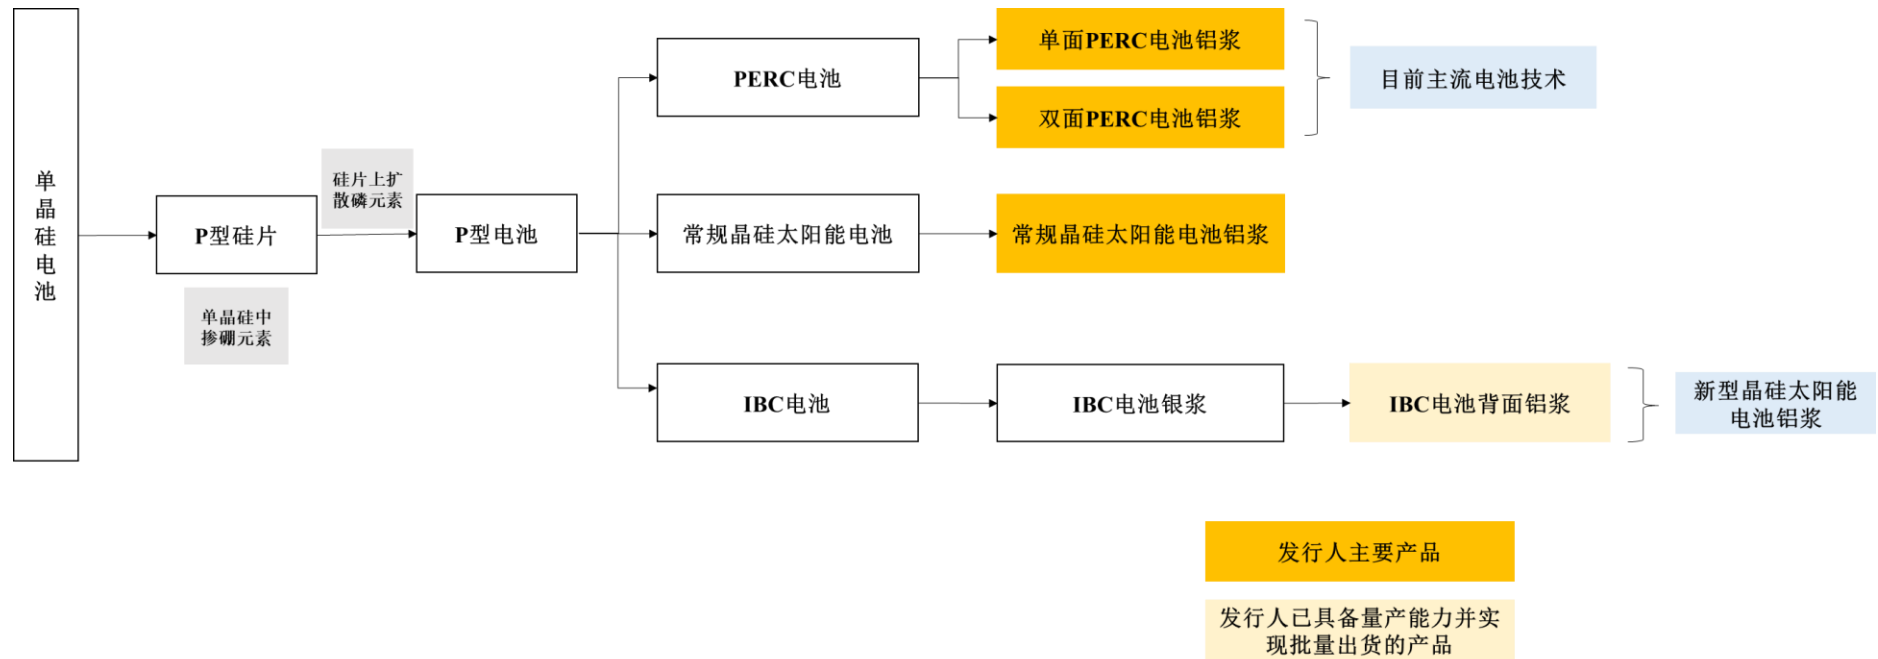 单
晶
硅
电
池
P型硅片
单晶硅中
掺硼元素
硅片上扩
散磷元素
P型电池
PERC电池
单面PERC电池铝浆
双面PERC电池铝浆
目前主流电池技术
常规晶硅太阳能电池
常规晶硅太阳能电池铝浆
IBC电池
IBC电池银浆
IBC电池背面铝浆
新型晶硅太阳能
电池铝浆
发行人主要产品
发行人已具备量产能力并实
现批量出货的产品